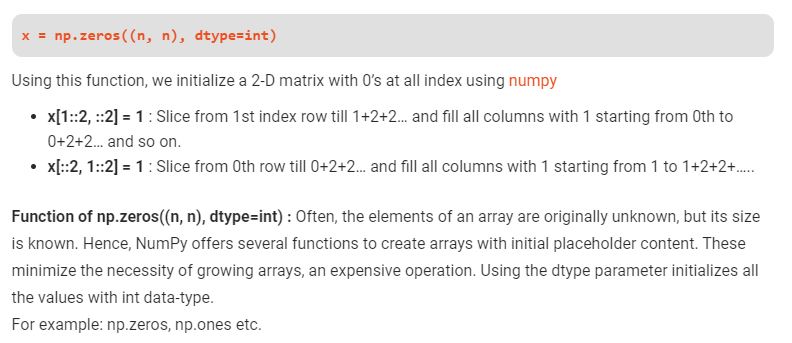 x = np.zeros((n, n), dtype=int)
Using this function, we initialize a 2-D matrix with 0’s at all index using numpy
• x[1::2, ::2] = 1 : Slice from 1st index row till 1+2+2… and fill all columns with 1 starting from 0th to
0+2+2… and so on.
• x[::2, 1::2] = 1 : Slice from 0th row till 0+2+2… and fill all columns with 1 starting from 1 to 1+2+2+…..
Function of np.zeros((n, n), dtype=int) : Often, the elements of an array are originally unknown, but its size
is known. Hence, NumPy offers several functions to create arrays with initial placeholder content. These
minimize the necessity of growing arrays, an expensive operation. Using the dtype parameter initializes all
the values with int data-type.
For example: np.zeros, np.ones etc.